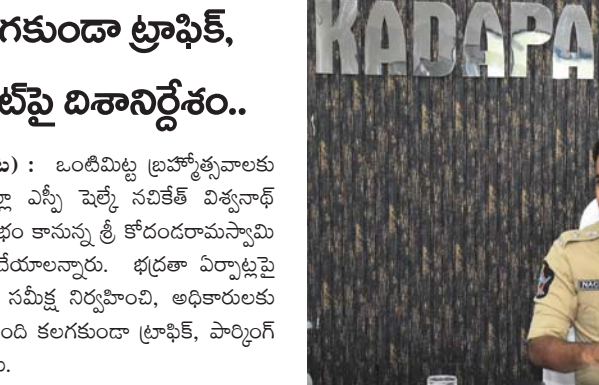 గకుండా ట్రాఫిక్,
ట్‌పై దిశానిర్దేశం..
) : ఒంటిమిట్ట బ్రహ్మోత్సవాలకు
ఎస్పీ షెల్కే నచికేత్ విశ్వనాథ్
భం కానున్న శ్రీ కోదండరామస్వామి
చేయాలన్నారు. భద్రతా ఏర్పాట్లపై
సమీక్ష నిర్వహించి, అధికారులకు
ంది కలగకుండా ట్రాఫిక్, పార్కింగ్
KADAPA
NAC